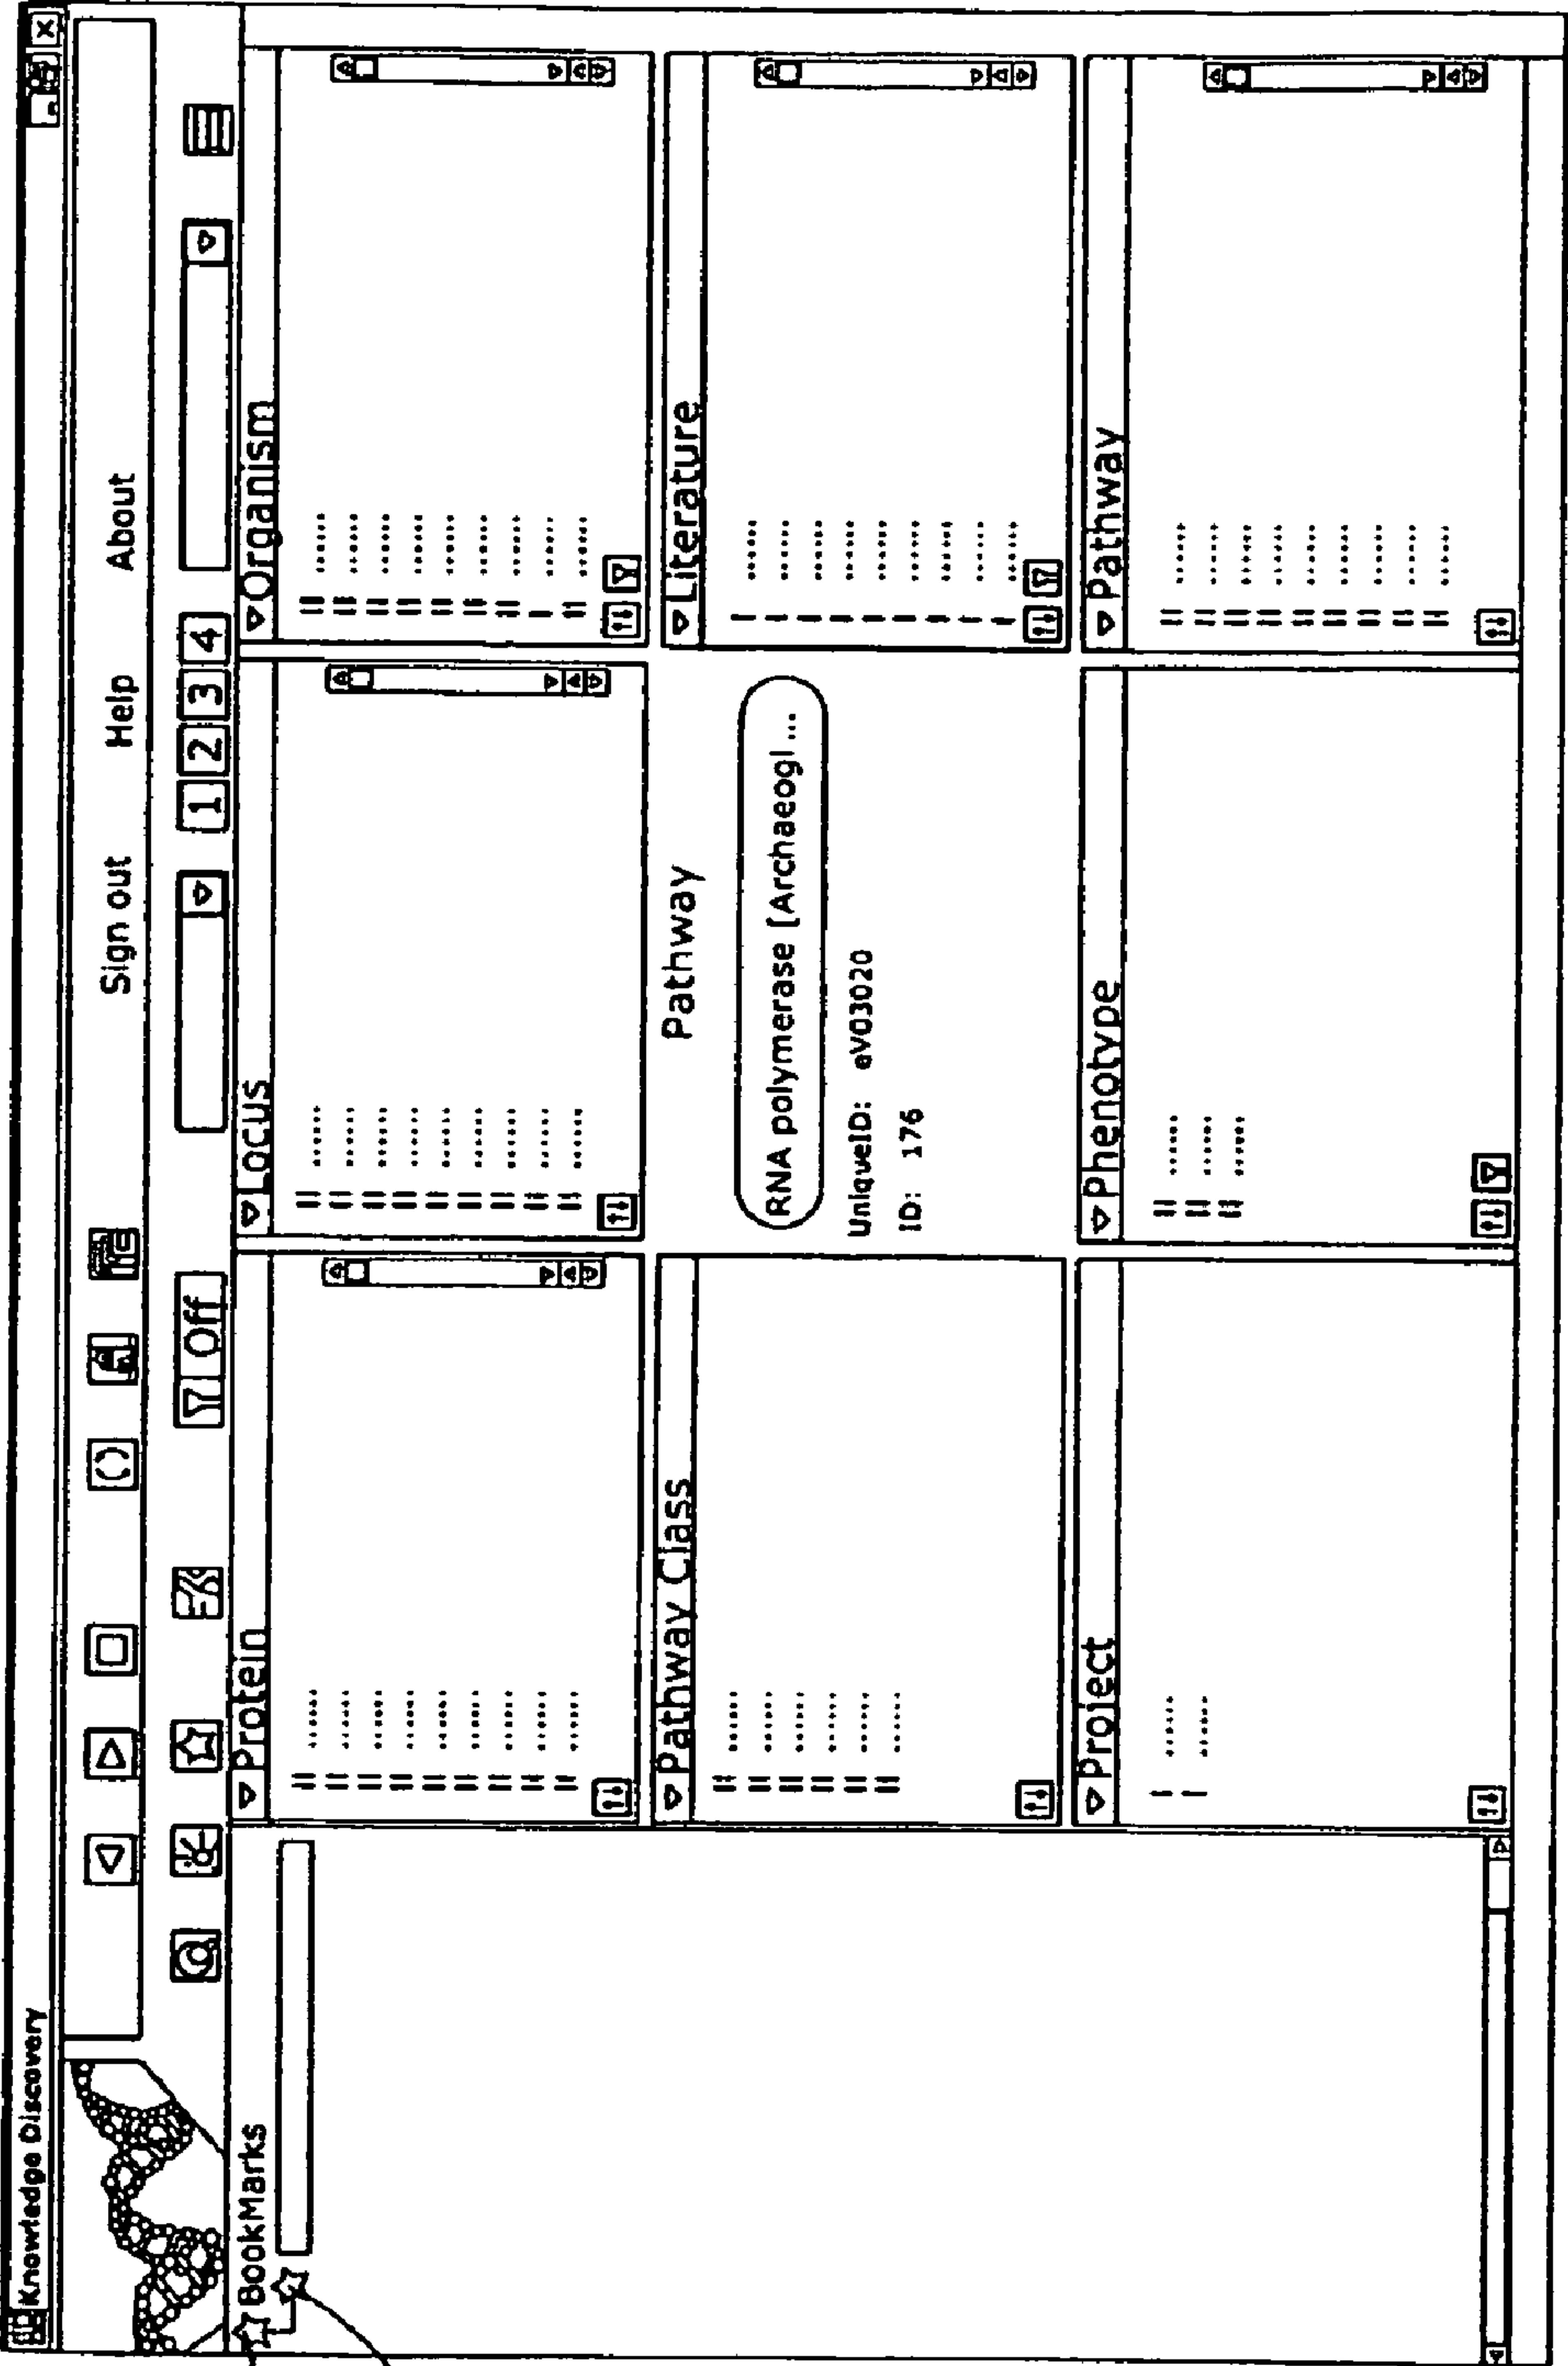 Knowledge Discovery
Sign out Help About
Off 1 2 3 4
BookMarks
Protein
Locus
Organism
Pathway Class
Pathway
RNA polymerase [Archaeogl ...
UniqueID: aV03020
ID: 176
Literature
Project
Phenotype
Pathway